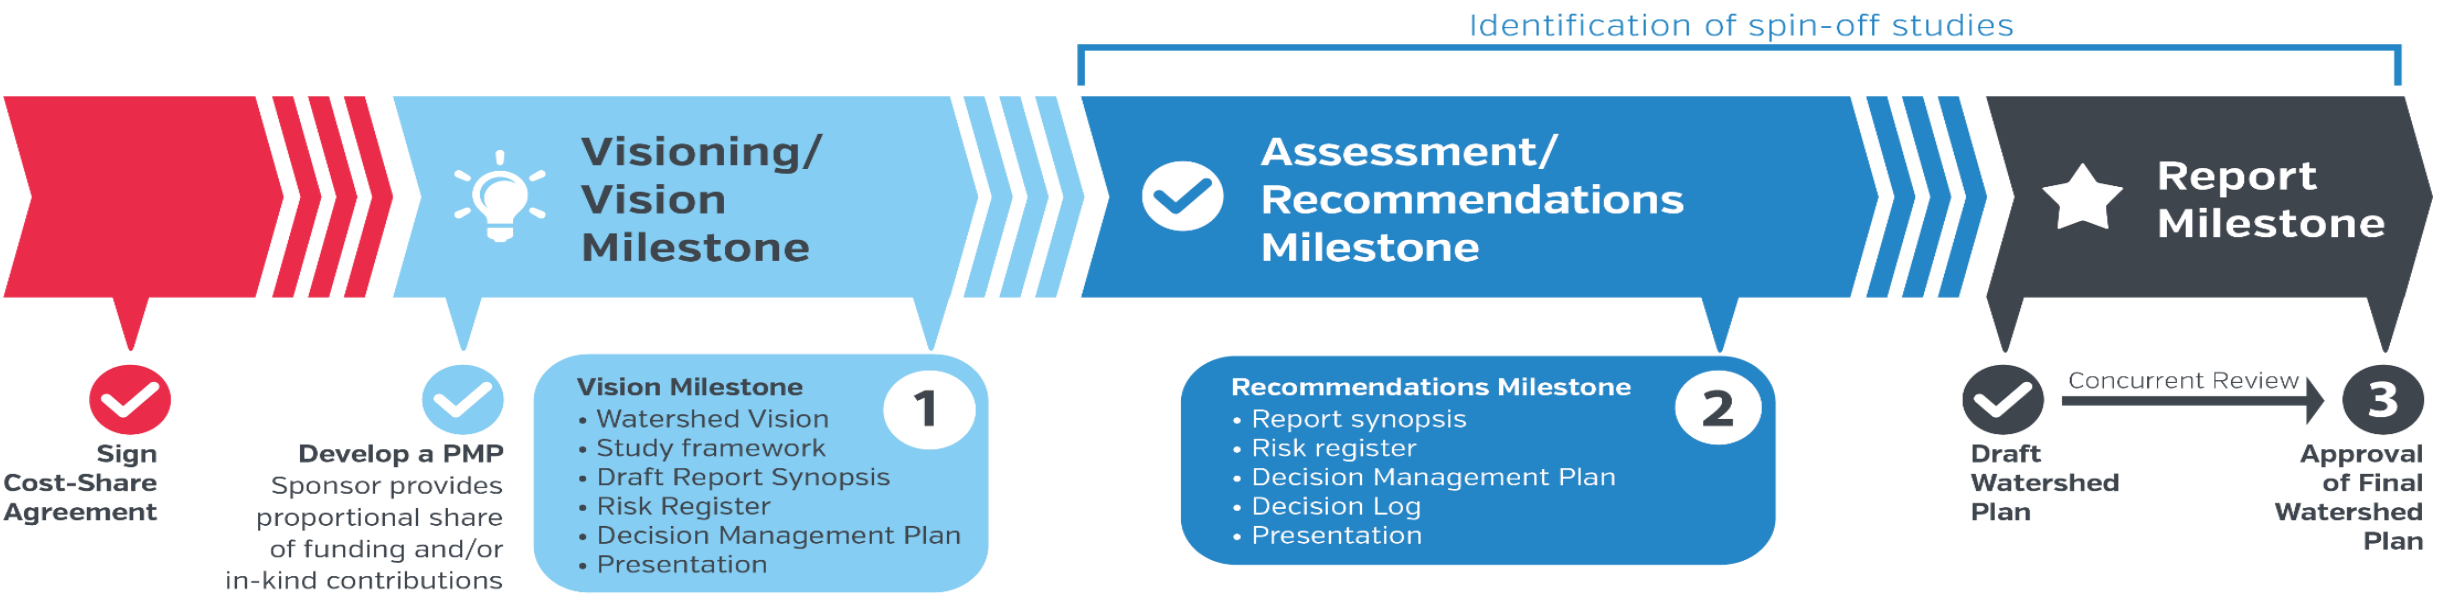 Identification of spin-off studies
Visioning/
Vision
Milestone
Assessment/
Recommendations
Milestone
Report
Milestone
Sign
Cost-Share
Agreement
Develop a PMP
Sponsor provides
proportional share
of funding and/or
in-kind contributions
Vision Milestone
• Watershed Vision
• Study framework
• Draft Report Synopsis
• Risk Register
• Decision Management Plan
• Presentation
1
Recommendations Milestone
• Report synopsis
• Risk register
• Decision Management Plan
• Decision Log
• Presentation
2
Draft
Watershed
Plan
Concurrent Review
3
Approval
of Final
Watershed
Plan